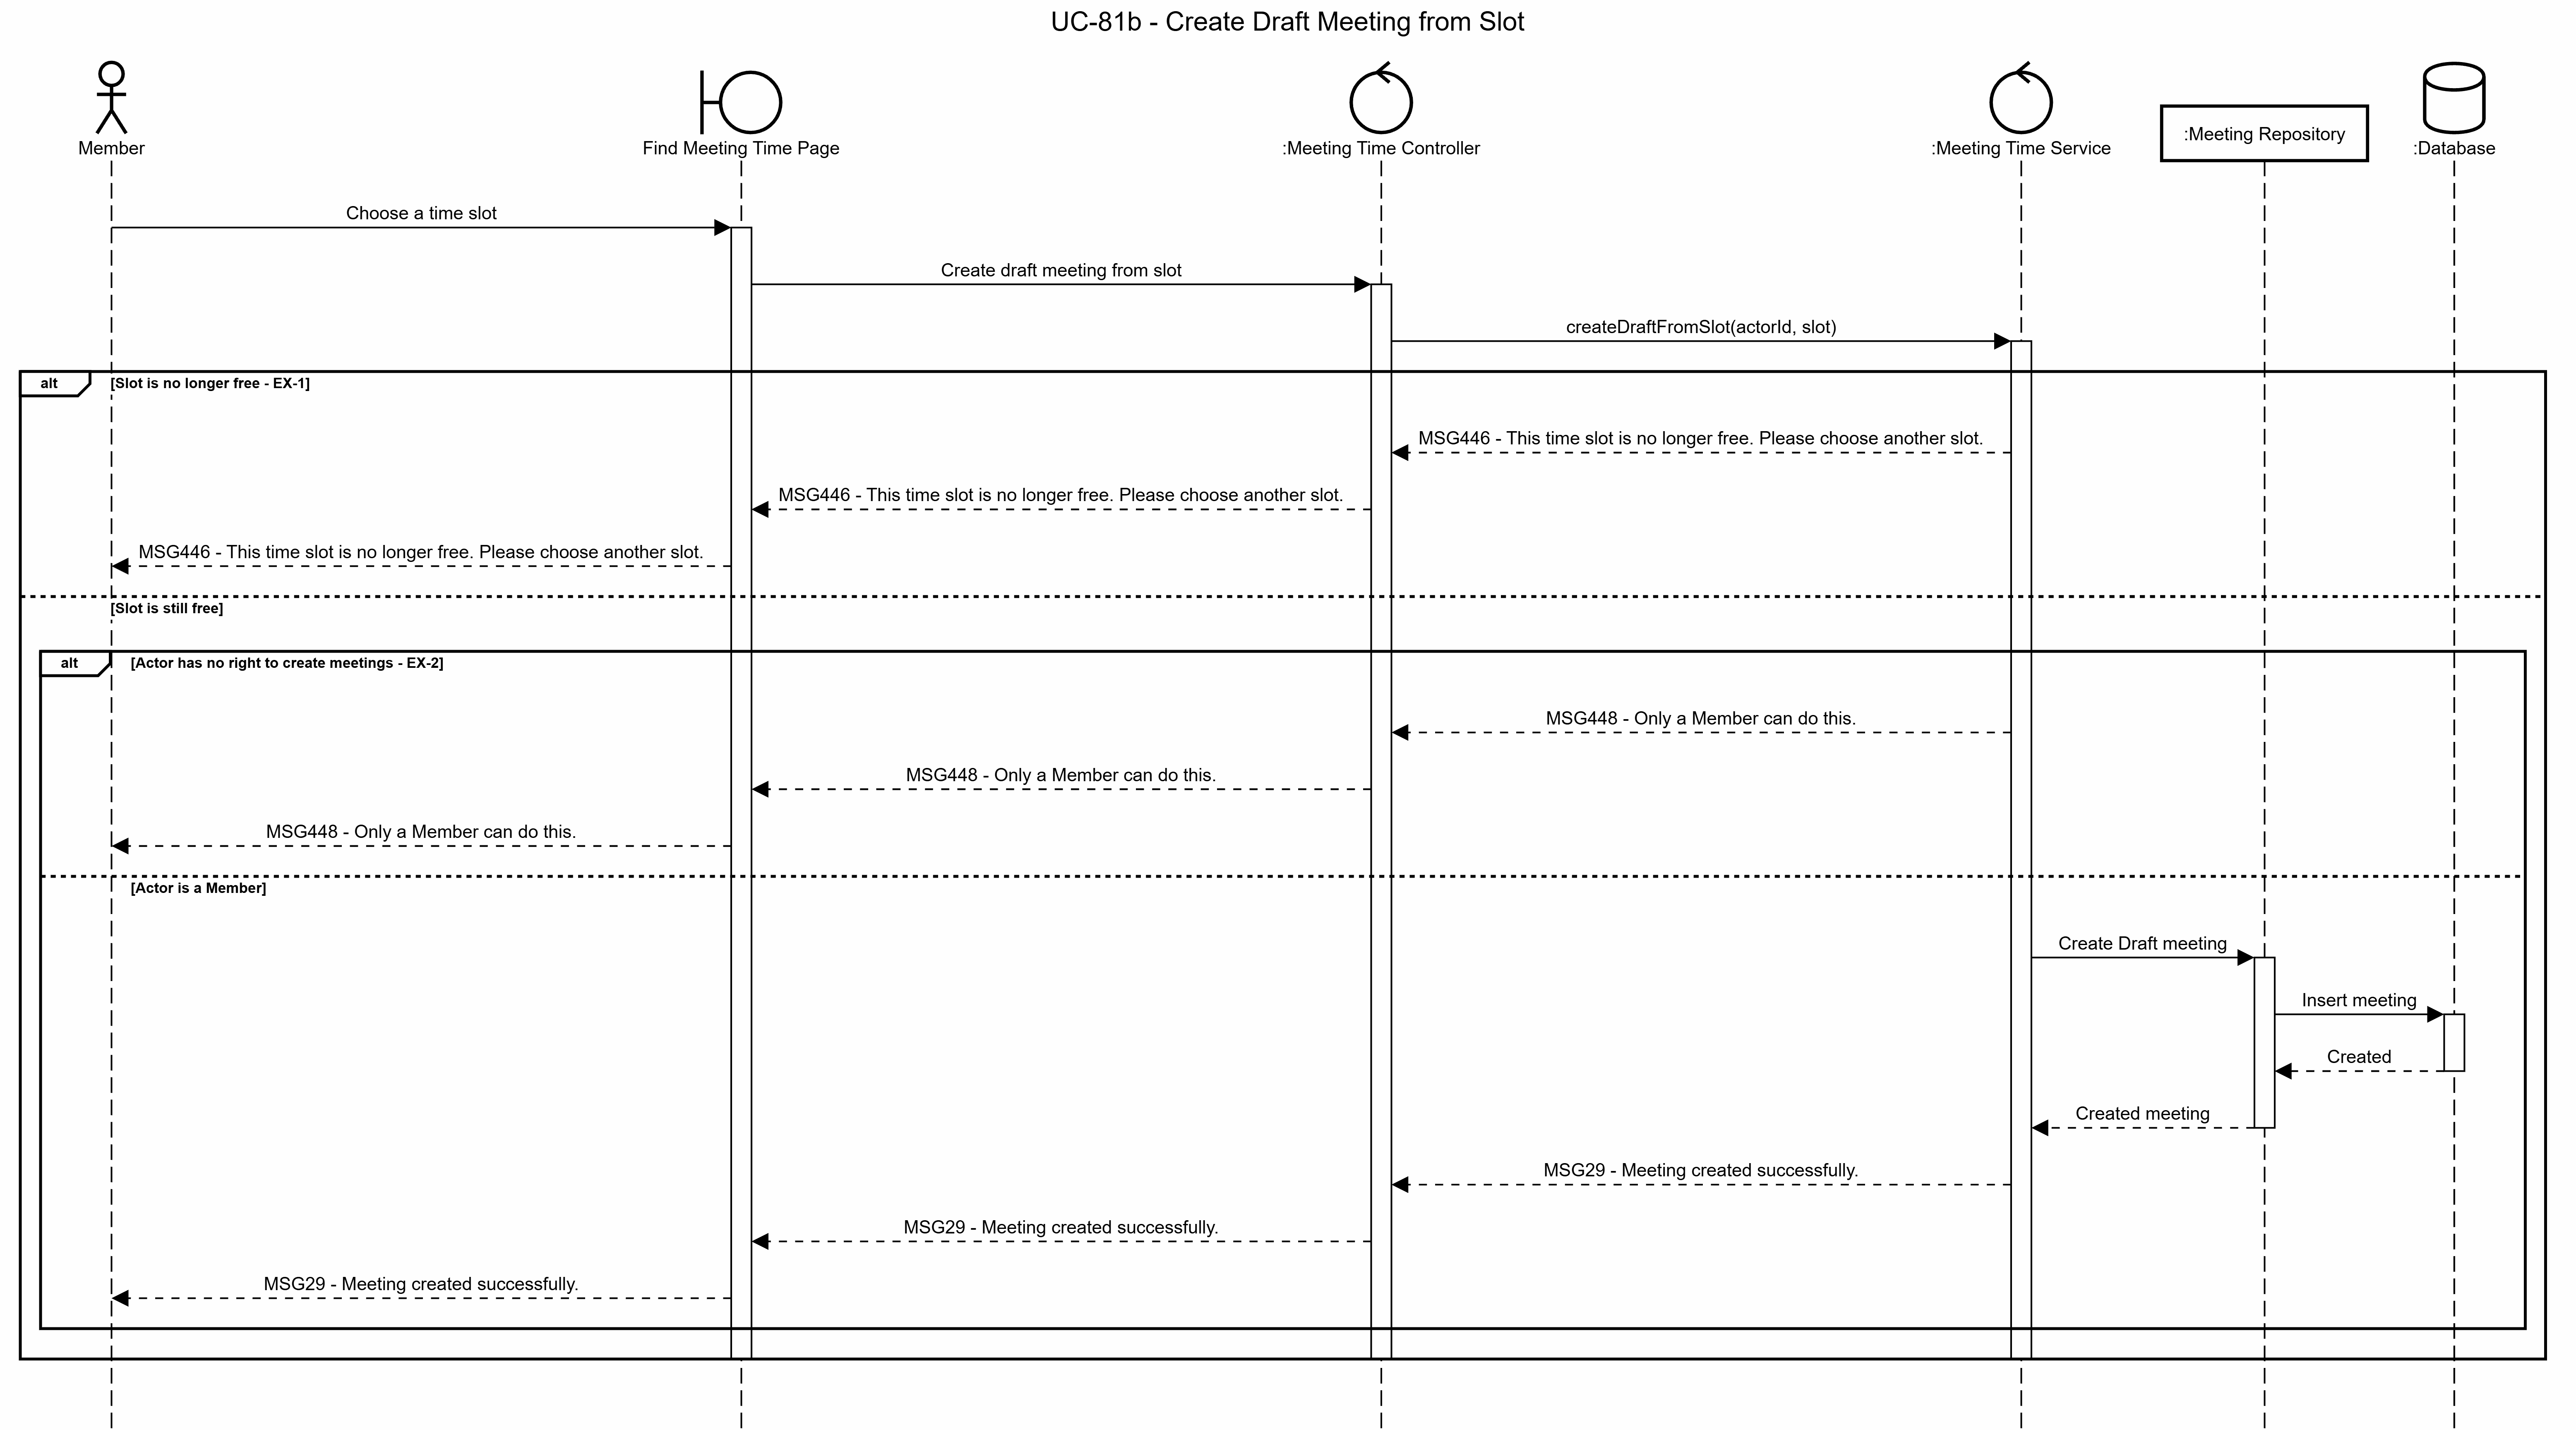 UC-81b - Create Draft Meeting from Slot
Member
Find Meeting Time Page
:Meeting Time Controller
:Meeting Time Service
:Meeting Repository
:Database
Choose a time slot
Create draft meeting from slot
createDraftFromSlot(actorId, slot)
alt
[Slot is no longer free - EX-1]
MSG446 - This time slot is no longer free. Please choose another slot.
MSG446 - This time slot is no longer free. Please choose another slot.
MSG446 - This time slot is no longer free. Please choose another slot.
[Slot is still free]
alt
[Actor has no right to create meetings - EX-2]
MSG448 - Only a Member can do this.
MSG448 - Only a Member can do this.
MSG448 - Only a Member can do this.
[Actor is a Member]
Create Draft meeting
Insert meeting
Created
Created meeting
MSG29 - Meeting created successfully.
MSG29 - Meeting created successfully.
MSG29 - Meeting created successfully.